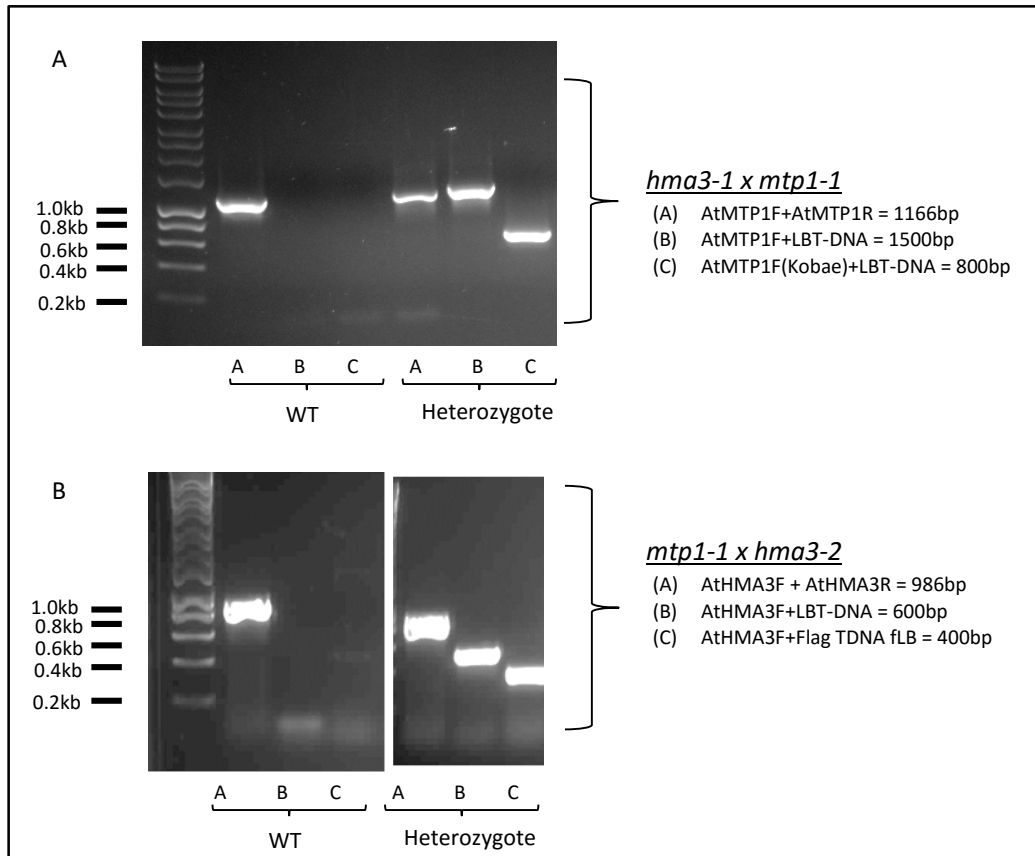 A
1.0kb
0.8kb
0.6kb
0.4kb
0.2kb
A B C A B C
WT Heterozygote
hma3-1 x mtp1-1
(A) AtMTP1F+AtMTP1R = 1166bp
(B) AtMTP1F+LBT-DNA = 1500bp
(C) AtMTP1F(Kobae)+LBT-DNA = 800bp
B
1.0kb
0.8kb
0.6kb
0.4kb
0.2kb
A B C A B C
WT Heterozygote
mtp1-1 x hma3-2
(A) AtHMA3F + AtHMA3R = 986bp
(B) AtHMA3F+LBT-DNA = 600bp
(C) AtHMA3F+Flag TDNA fLB = 400bp